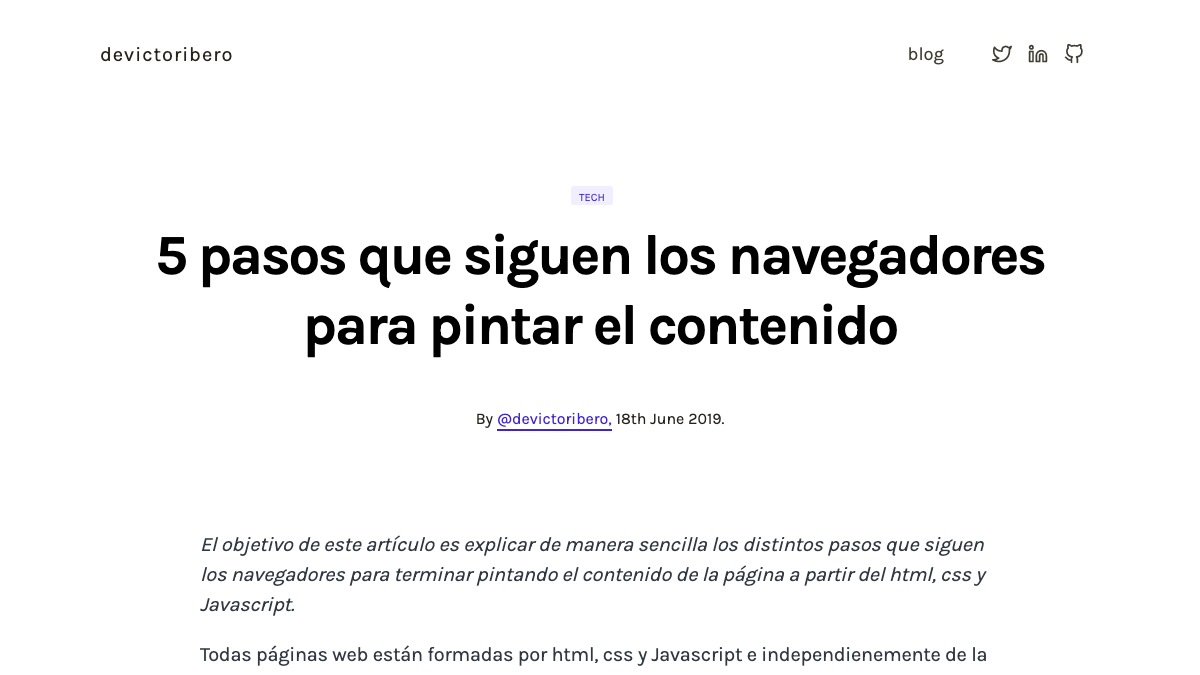 devictoribero
blog
TECH
5 pasos que siguen los navegadores
para pintar el contenido
By @devictoribero, 18th June 2019.
El objetivo de este artículo es explicar de manera sencilla los distintos pasos que siguen
los navegadores para terminar pintando el contenido de la página a partir del html, css y
Javascript.
Todas páginas web están formadas por html, css y Javascript e independienemente de la